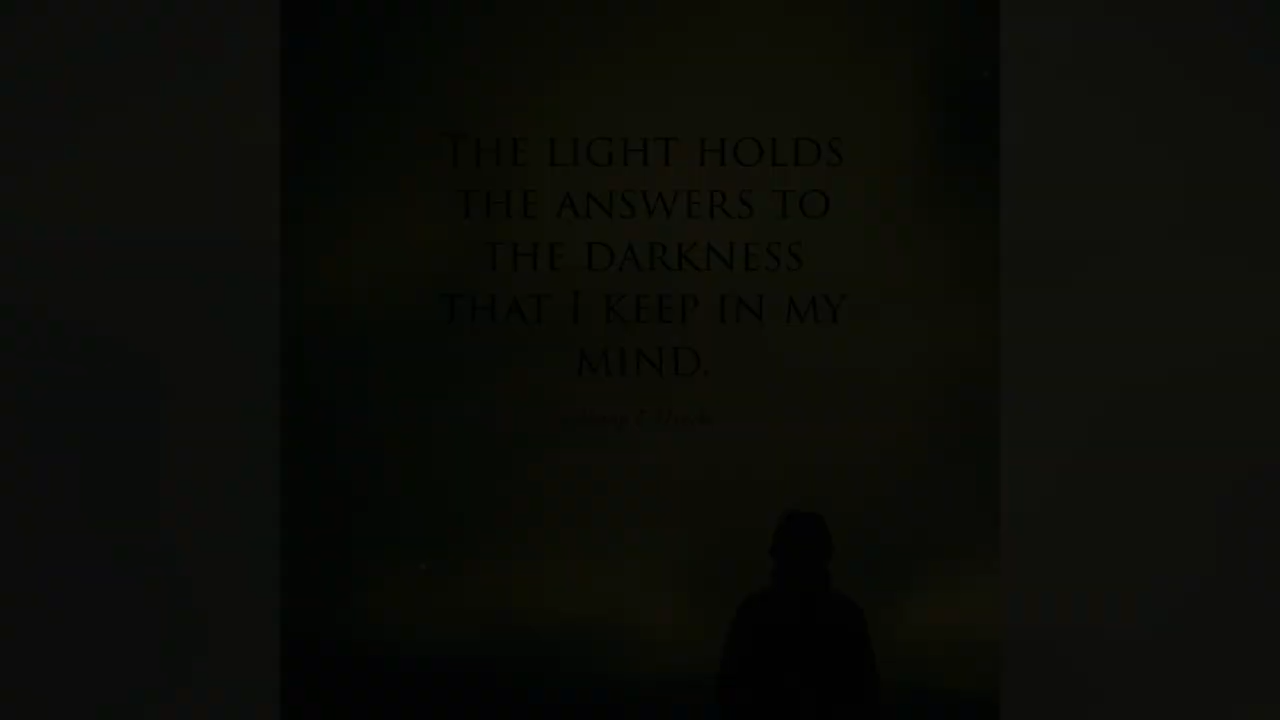 THE LIGHT HOLDS
THE ANSWERS TO
THE DARKNESS
THAT I KEEP IN MY
MIND.